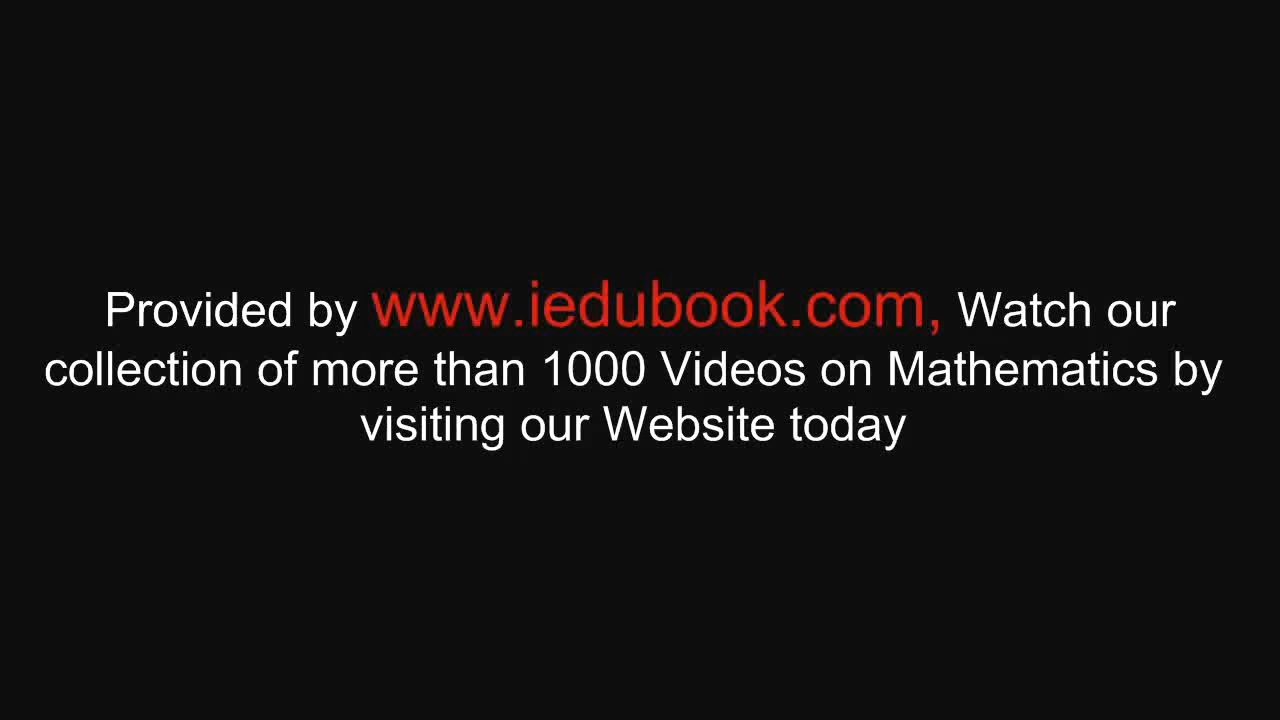 Provided by www.iedubook.com, Watch our
collection of more than 1000 Videos on Mathematics by
visiting our Website today